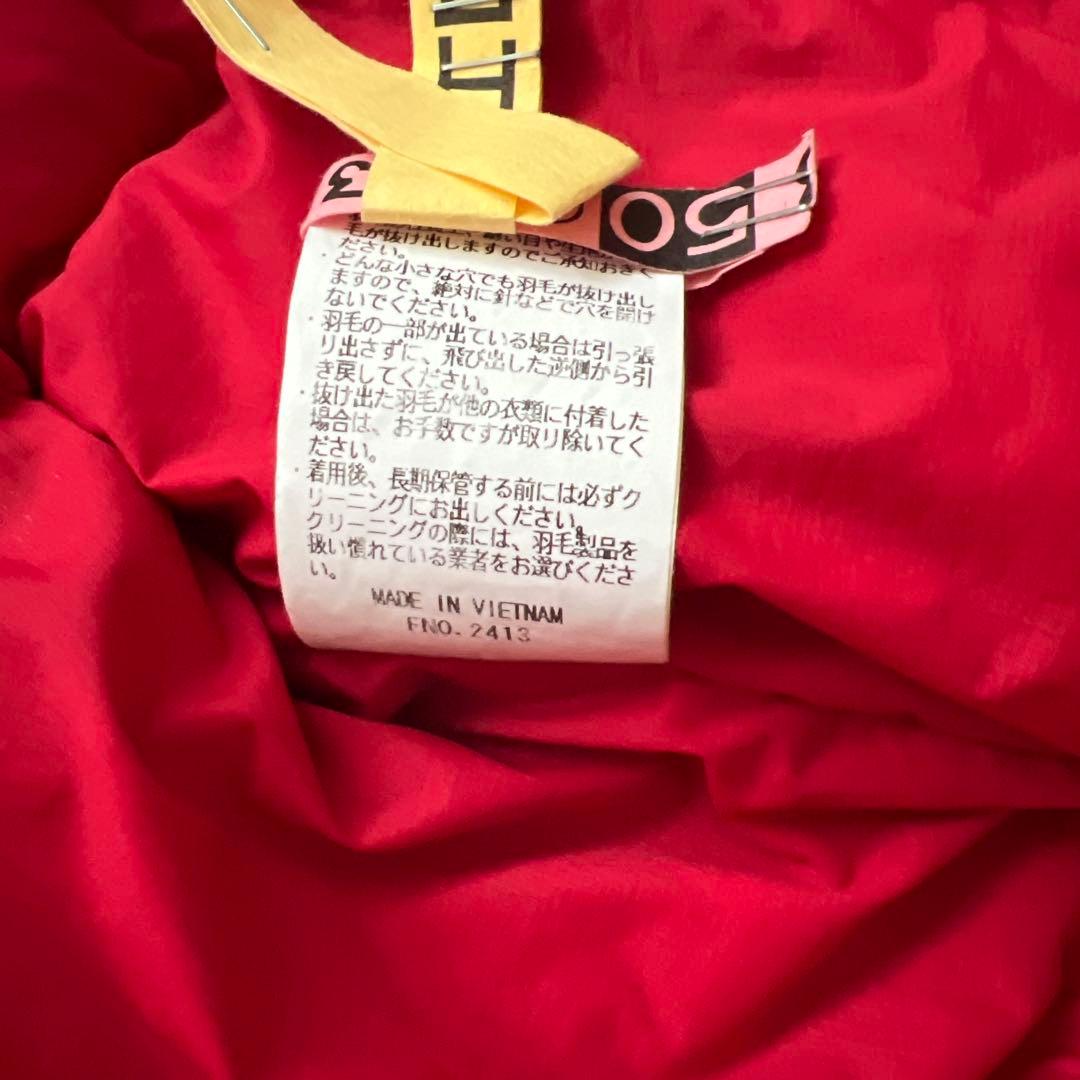 3
50
毛が抜け出しますのでご承知おきく
ださい。
・どんな小さな穴でも羽毛が抜け出し
ますので、絶対に針などで穴を開け
ないでください。
・羽毛の一部が出ている場合は引っ張
り出さずに、飛び出した逆側から引
き戻してください。
・抜け出た羽毛が他の衣類に付着した
場合は、お手数ですが取り除いてく
ださい。
・着用後、長期保管する前には必ずク
リーニングにお出しください。
クリーニングの際には、羽毛製品を
扱い慣れている業者をお選びくださ
い。
MADE IN VIETNAM
FNO.2413